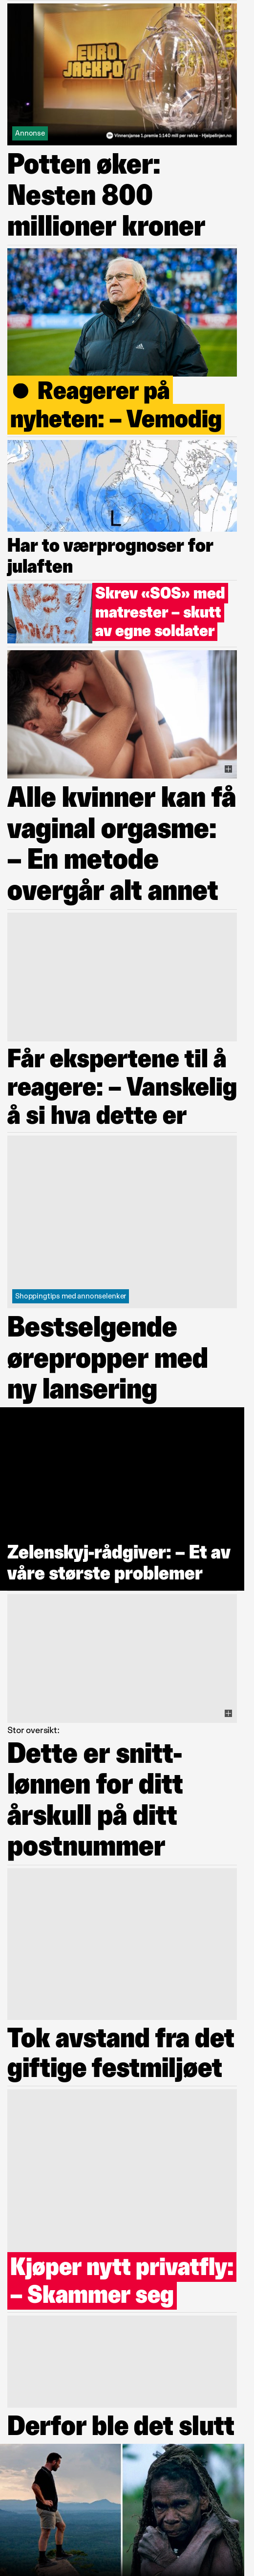 EURO
JACKPOT
Annonse
Vinnersjanse 1.premie 1:140 mill per rekke - Hjelpelinjen.no
Potten øker:
Nesten 800
millioner kroner
● Reagerer på
nyheten: – Vemodig
L
Har to værprognoser for
julaften
Skrev «SOS» med
matrester – skutt
av egne soldater
Alle kvinner kan få
vaginal orgasme:
– En metode
overgår alt annet
Får ekspertene til å
reagere: – Vanskelig
å si hva dette er
Shoppingtips med annonselenker
Bestselgende
ørepropper med
ny lansering
Zelenskyj-rådgiver: – Et av
våre største problemer
Stor oversikt:
Dette er snitt-
lønnen for ditt
årskull på ditt
postnummer
Tok avstand fra det
giftige festmiljøet
Kjøper nytt privatfly:
– Skammer seg
Derfor ble det slutt